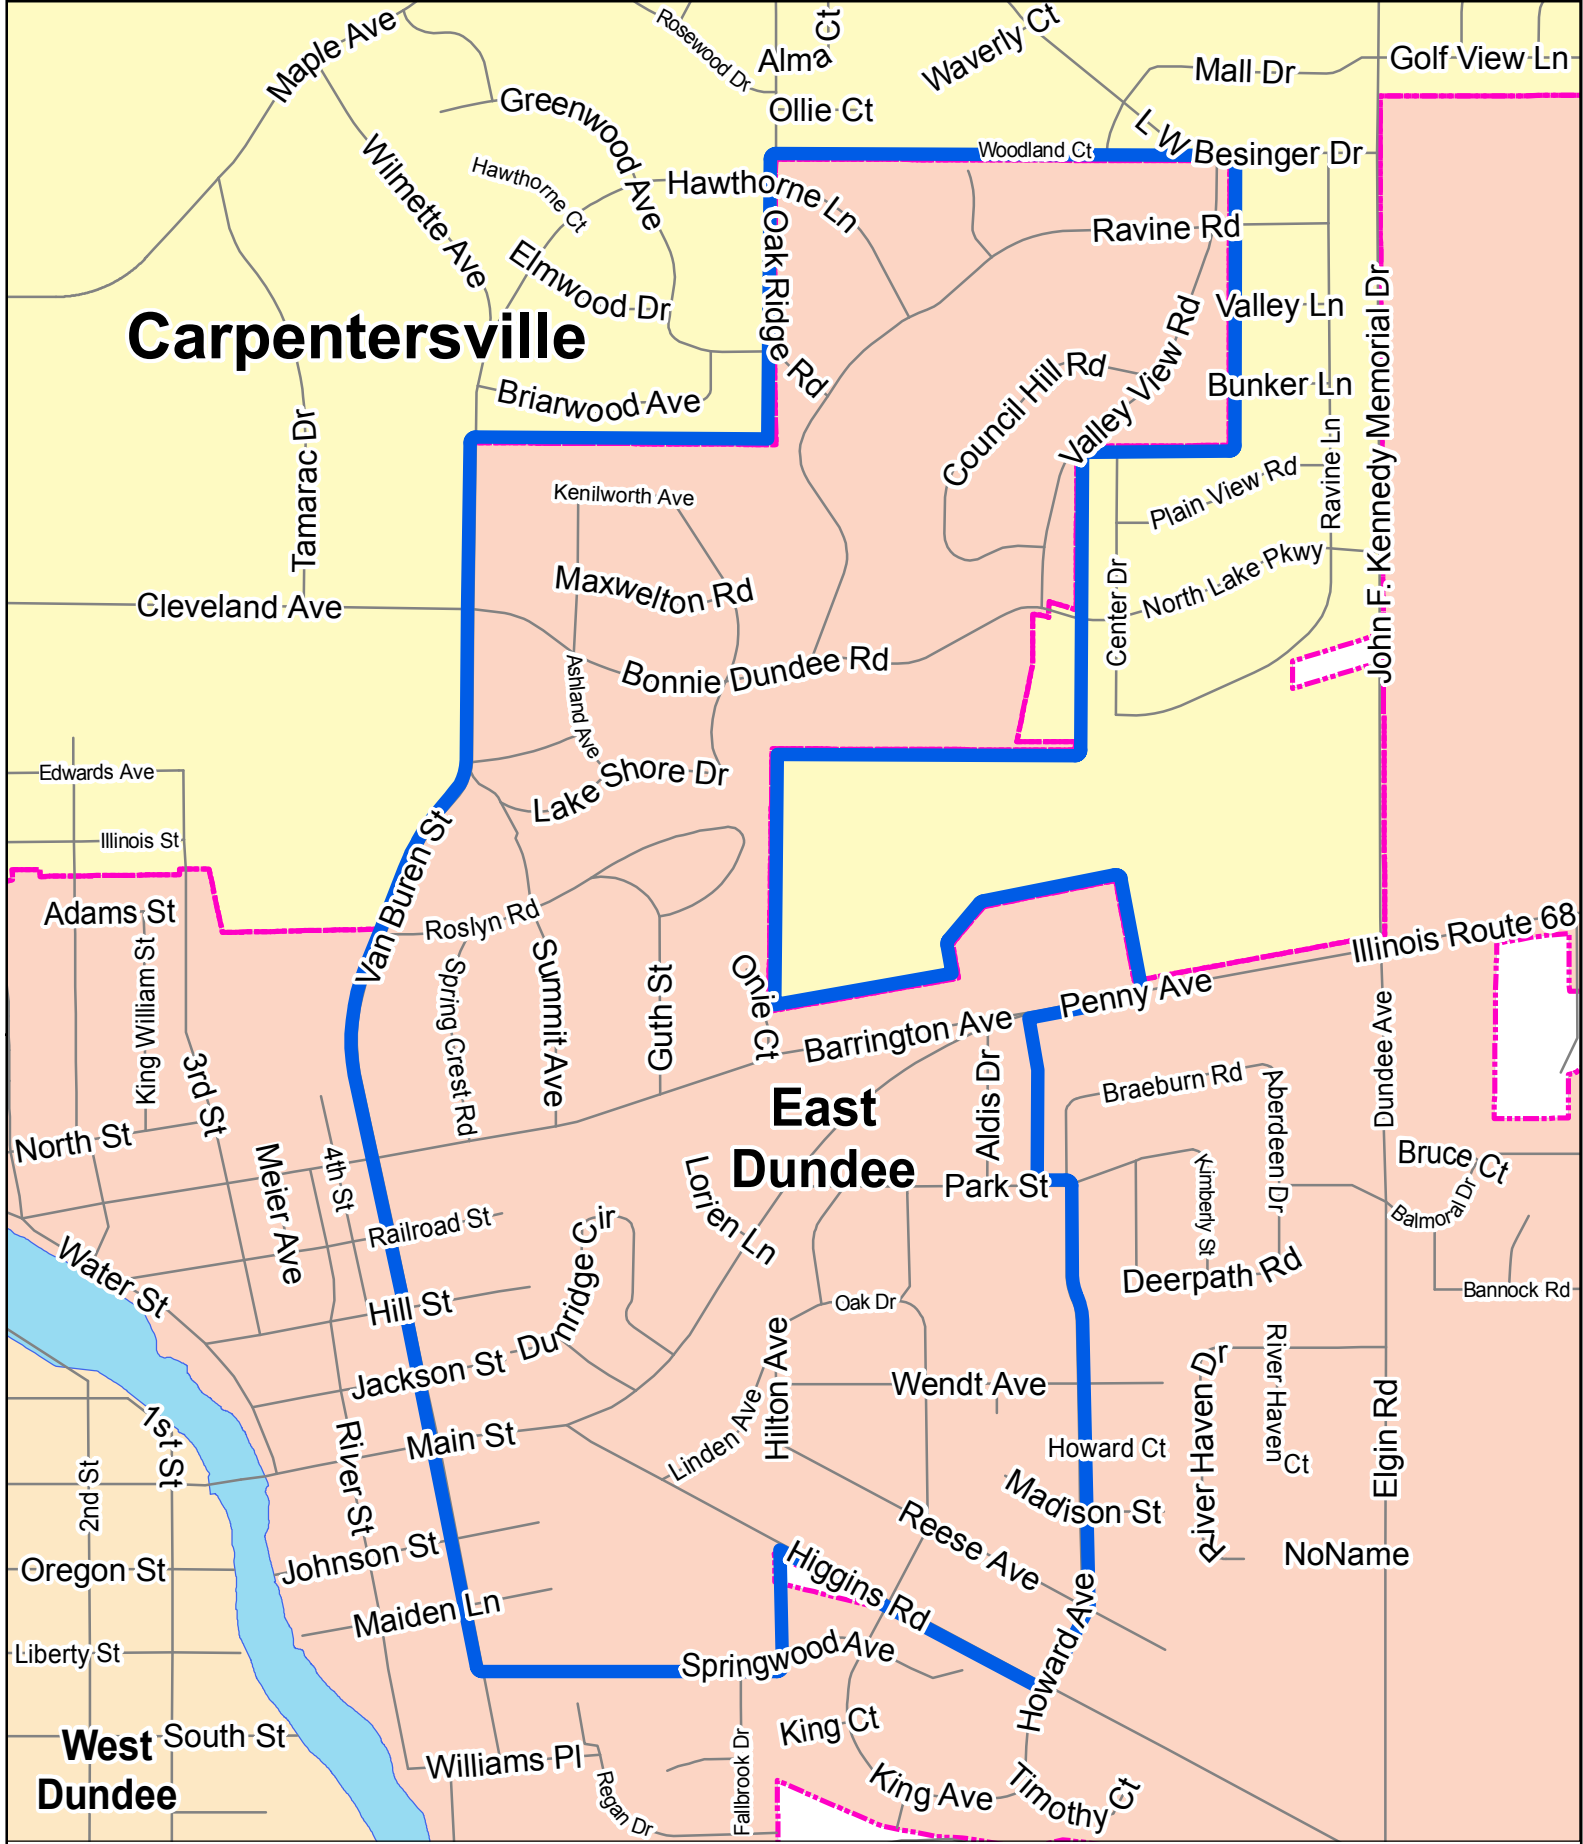 Maple Ave
Rosewood Dr
Alma Ct
Waverly Ct
Mall Dr
Golf View Ln
Greenwood Ave
Ollie Ct
L W Besinger Dr
Wilmette Ave
Hawthorne Ct
Hawthorne Ln
Woodland Ct
Oak Ridge Rd
Ravine Rd
Elmwood Dr
Valley Ln
Carpentersville
John F. Kennedy Memorial Dr
Briarwood Ave
Council Hill Rd
Valley View Rd
Bunker Ln
Tamarac Dr
Kenilworth Ave
Plain View Rd
Ravine Ln
Cleveland Ave
Maxwelton Rd
Center Dr
North Lake Pkwy
Ashland Ave
Bonnie Dundee Rd
Edwards Ave
Lake Shore Dr
Illinois St
Van Buren St
Adams St
King William St
Roslyn Rd
Spring Crest Rd
Summit Ave
Guth St
Onie Ct
Penny Ave
Illinois Route 68
Barrington Ave
Aldis Dr
Dundee Ave
3rd St
North St
Braeburn Rd
Aberdeen Dr
East
Dundee
Meier Ave
4th St
Lorien Ln
Park St
Kimberly St
Bruce Ct
Balmoral Dr
Railroad St
Water St
Dunridge Cir
Deerpath Rd
Bannock Rd
Hill St
Oak Dr
Jackson St
Hilton Ave
Wendt Ave
River Haven Dr
River Haven Ct
Elgin Rd
1st St
2nd St
River St
Main St
Linden Ave
Howard Ct
Madison St
Reese Ave
NoName
Oregon St
Johnson St
Higgins Rd
Howard Ave
Maiden Ln
Liberty St
Springwood Ave
West
Dundee
South St
Williams Pl
Regan Dr
Fallbrook Dr
King Ct
King Ave
Timothy Ct